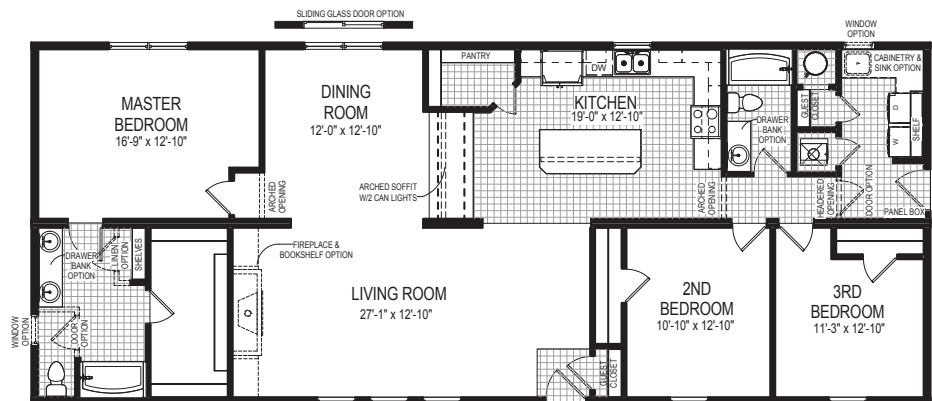 SLIDING GLASS DOOR OPTION
WINDOW
OPTION
PANTRY
DW
CABINETRY &
SINK OPTION
MASTER
BEDROOM
16'-9" x 12'-10"
DINING
ROOM
12'-0" x 12'-10"
KITCHEN
19'-0" x 12'-10"
GUEST
CLOSET
D
W
SHELF
DRAWER
BANK
OPTION
ARCHED
OPENING
ARCHED SOFFIT
W/2 CAN LIGHTS
ARCHED
OPENING
HEADERED
OPENING
DOOR OPTION
PANEL BOX
DRAWER
BANK
OPTION
LINEN
OPTION
SHELVES
FIREPLACE &
BOOKSHELF OPTION
LIVING ROOM
27'-1" x 12'-10"
2ND
BEDROOM
10'-10" x 12'-10"
3RD
BEDROOM
11'-3" x 12'-10"
WINDOW
OPTION
DOOR
OPTION
GUEST
CLOSET